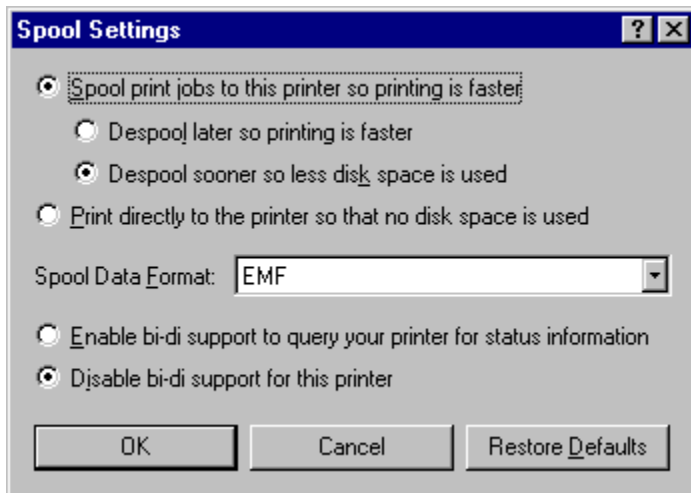 Spool Settings
Spool print jobs to this printer so printing is faster
Despool later so printing is faster
Despool sooner so less disk space is used
Print directly to the printer so that no disk space is used
Spool Data Format: EMF
Enable bi-di support to query your printer for status information
Disable bi-di support for this printer
OK Cancel Restore Defaults